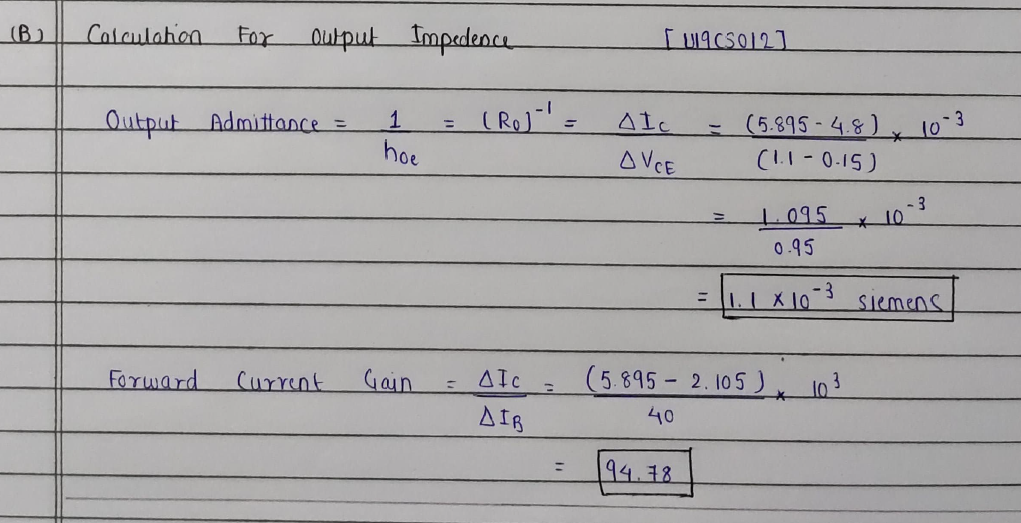 (B) Calculation For Output Impedence [U19CS012]
Output Admittance = 1/hoe = (Ro)⁻¹ = ΔIc/ΔVCE = (5.895 - 4.8)/(1.1 - 0.15) × 10⁻³
= 1.095/0.95 × 10⁻³
= 1.1 × 10⁻³ siemens
Forward Current Gain = ΔIc/ΔIB = (5.895 - 2.105)/40 × 10³
= 94.78